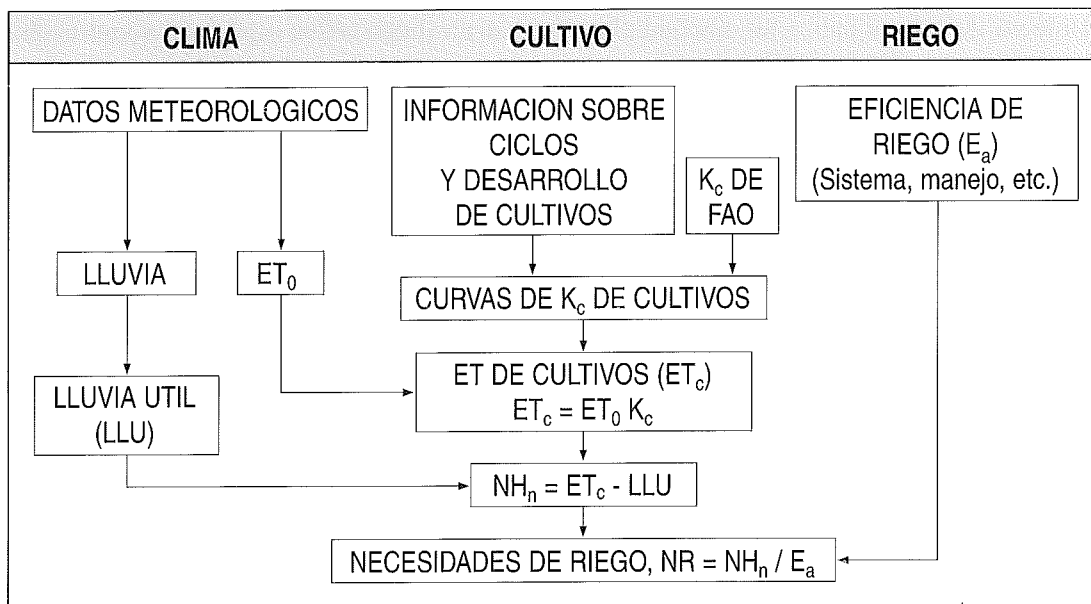 CLIMA
CULTIVO
RIEGO
DATOS METEOROLOGICOS
INFORMACION SOBRE
CICLOS
Y DESARROLLO
DE CULTIVOS
K_c DE
FAO
EFICIENCIA DE
RIEGO (E_a)
(Sistema, manejo, etc.)
LLUVIA
ET_0
CURVAS DE K_c DE CULTIVOS
LLUVIA UTIL
(LLU)
ET DE CULTIVOS (ET_c)
ET_c = ET_0 K_c
NH_n = ET_c - LLU
NECESIDADES DE RIEGO, NR = NH_n / E_a